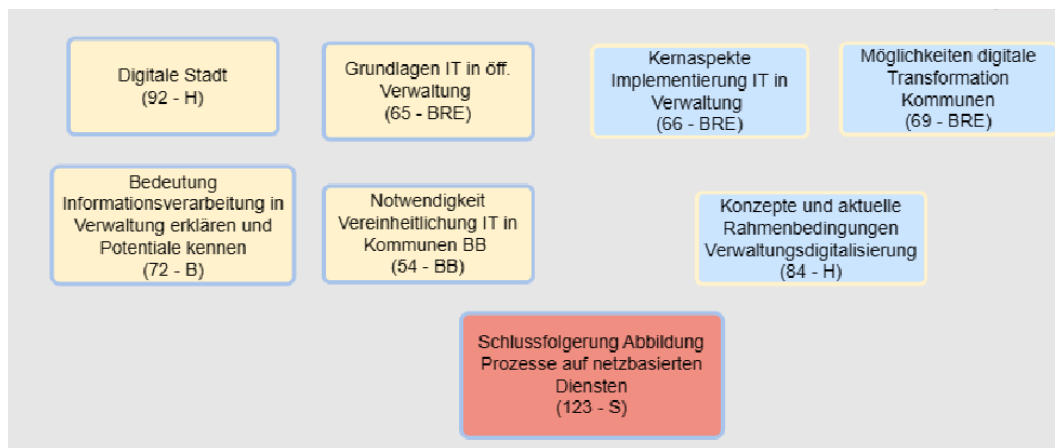 Digitale Stadt
(92 - H)
Grundlagen IT in öff.
Verwaltung
(65 - BRE)
Kernaspekte
Implementierung IT in
Verwaltung
(66 - BRE)
Möglichkeiten digitale
Transformation
Kommunen
(69 - BRE)
Bedeutung
Informationsverarbeitung in
Verwaltung erklären und
Potentiale kennen
(72 - B)
Notwendigkeit
Vereinheitlichung IT in
Kommunen BB
(54 - BB)
Konzepte und aktuelle
Rahmenbedingungen
Verwaltungsdigitalisierung
(84 - H)
Schlussfolgerung Abbildung
Prozesse auf netzbasierten
Diensten
(123 - S)